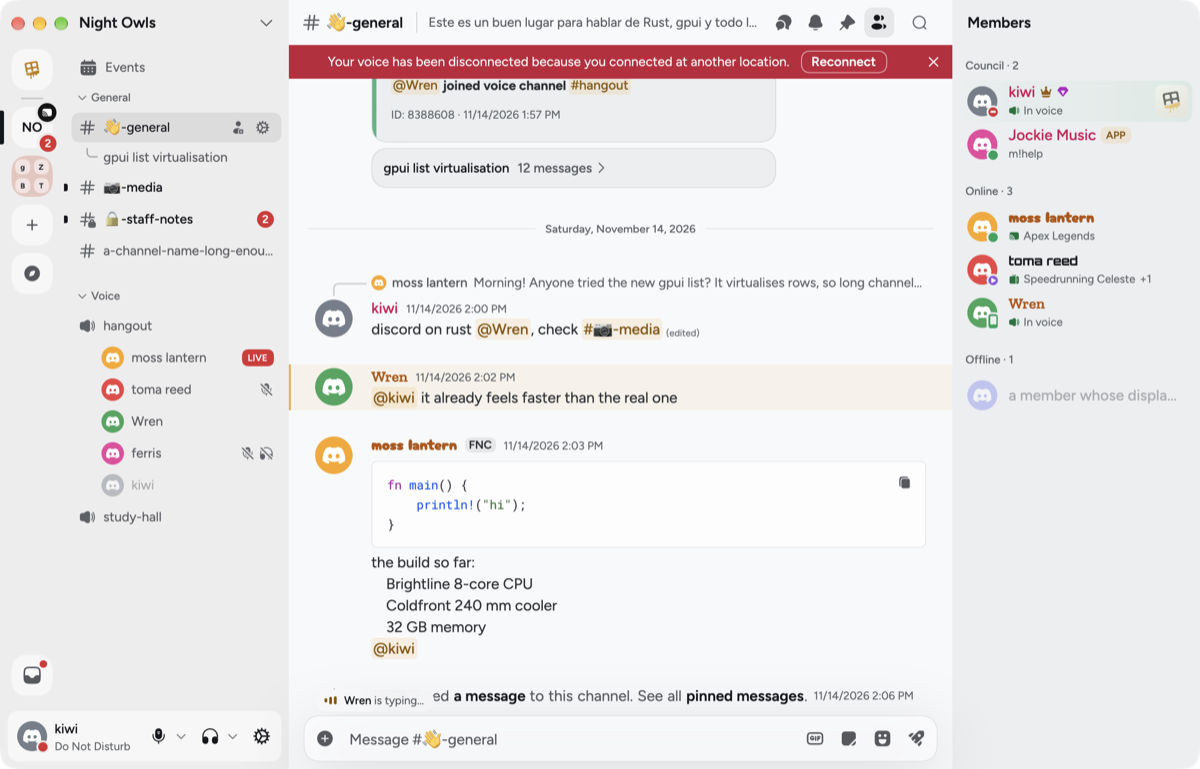 Night Owls
Events
General
👋-general
gpui list virtualisation
📷-media
🔒-staff-notes
2
a-channel-name-long-enou...
Voice
hangout
moss lantern
LIVE
toma reed
Wren
ferris
kiwi
study-hall
NO
2
g Z
B T
kiwi
Do Not Disturb
👋-general
Este es un buen lugar para hablar de Rust, gpui y todo l...
Your voice has been disconnected because you connected at another location.
Reconnect
@Wren joined voice channel #hangout
ID: 8388608 · 11/14/2026 1:57 PM
gpui list virtualisation 12 messages
Saturday, November 14, 2026
moss lantern Morning! Anyone tried the new gpui list? It virtualises rows, so long channel...
kiwi 11/14/2026 2:00 PM
discord on rust @Wren, check #📷-media (edited)
Wren 11/14/2026 2:02 PM
@kiwi it already feels faster than the real one
moss lantern FNC 11/14/2026 2:03 PM
fn main() {
println!("hi");
}
the build so far:
Brightline 8-core CPU
Coldfront 240 mm cooler
32 GB memory
@kiwi
Wren is typing...
ed a message to this channel. See all pinned messages. 11/14/2026 2:06 PM
Message #👋-general
GIF
Members
Council · 2
kiwi
In voice
Jockie Music APP
m!help
Online · 3
moss lantern
Apex Legends
toma reed
Speedrunning Celeste +1
Wren
In voice
Offline · 1
a member whose displa...